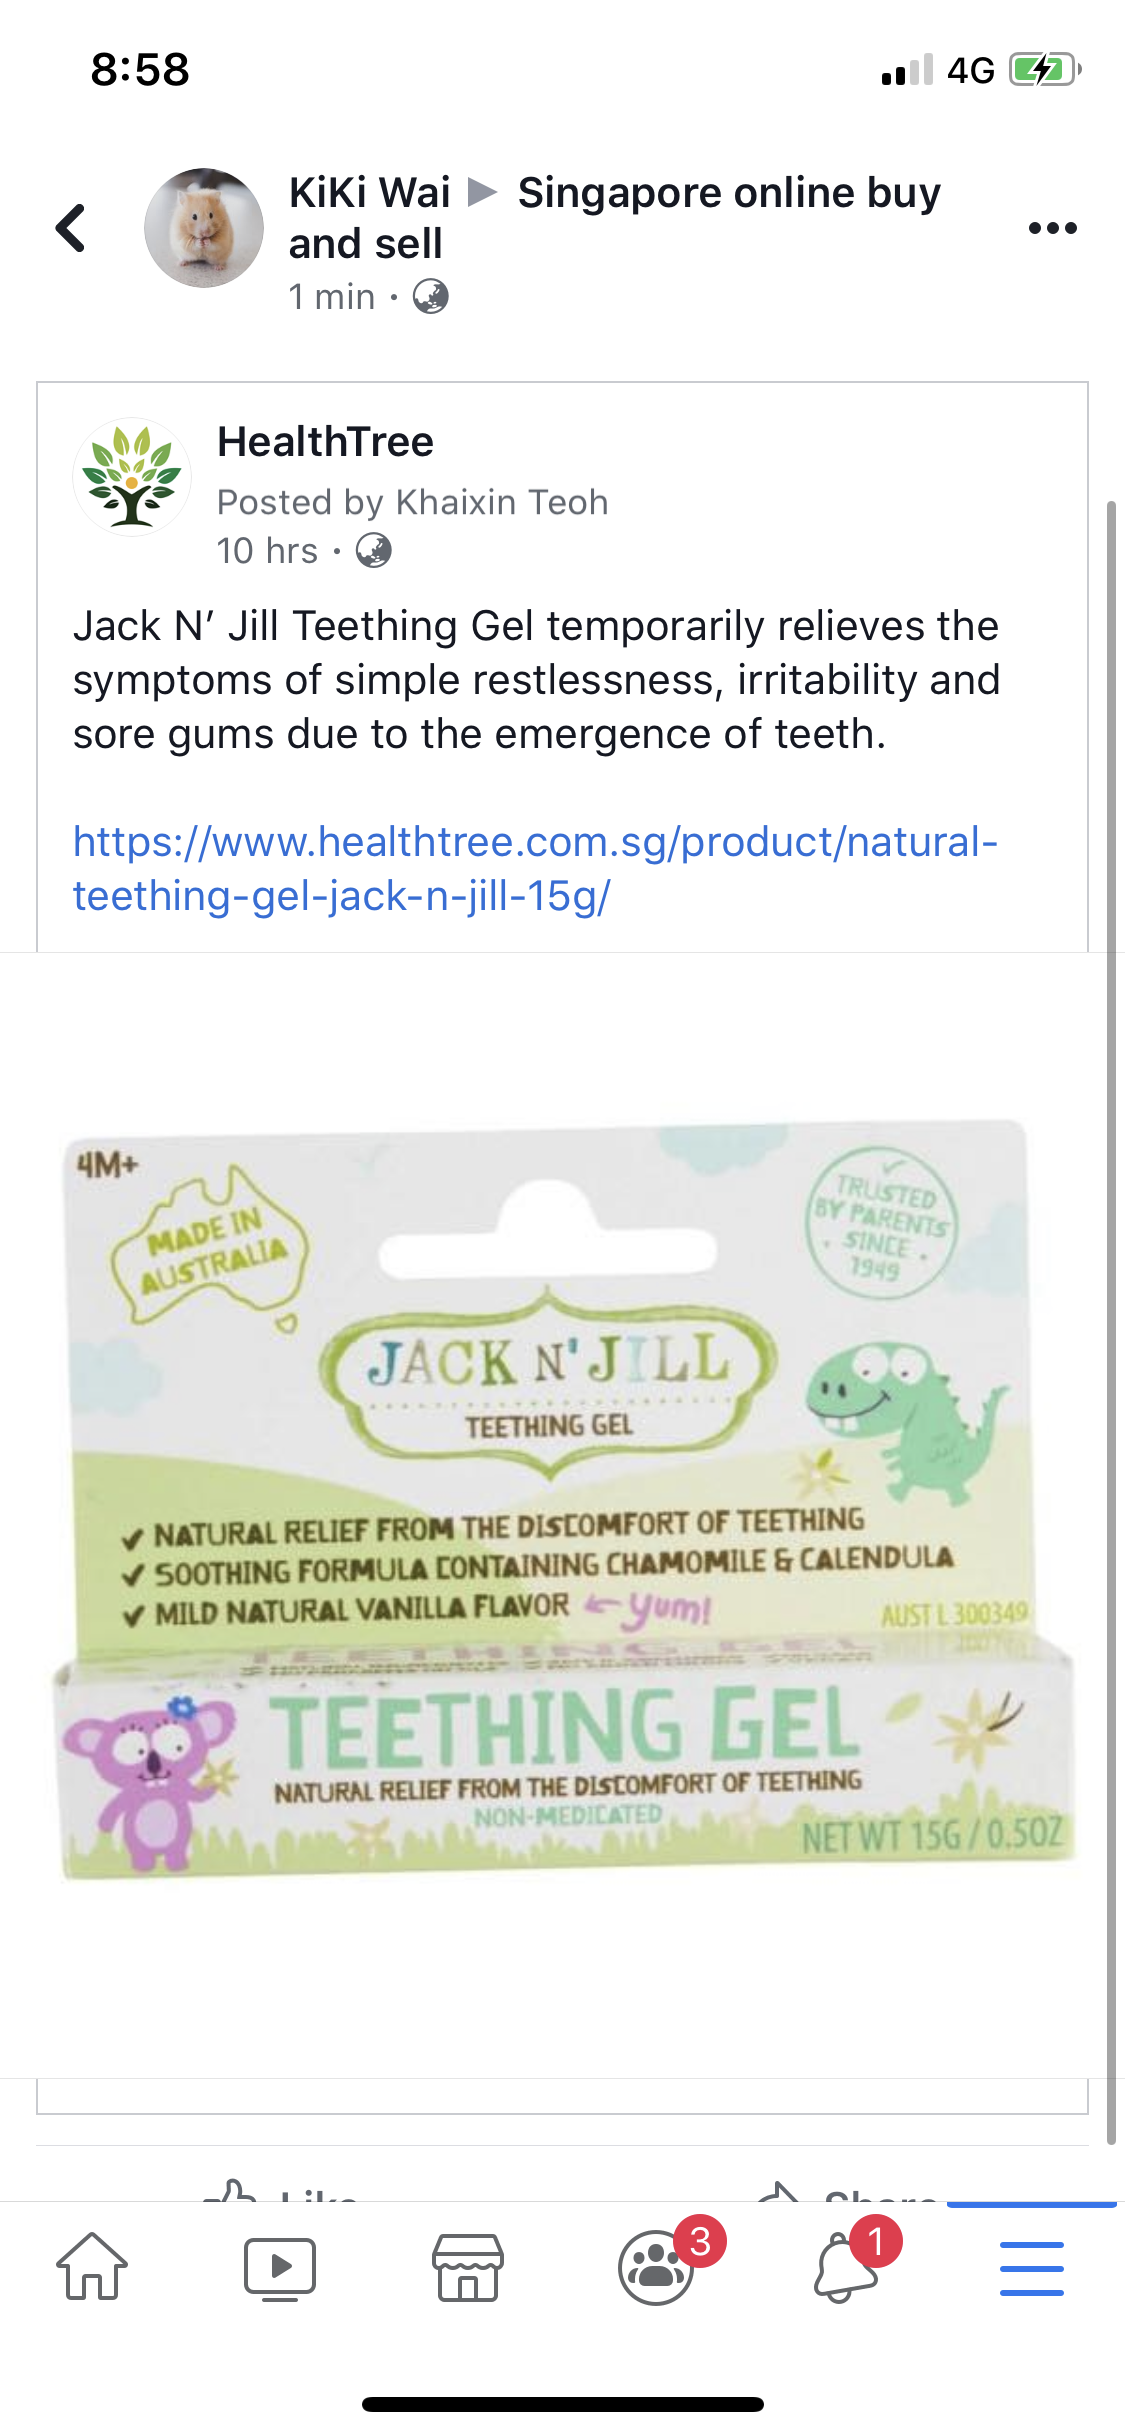 8:58
4G
KiKi Wai ▶ Singapore online buy
and sell
1 min ·
HealthTree
Posted by Khaixin Teoh
10 hrs ·
Jack N’ Jill Teething Gel temporarily relieves the
symptoms of simple restlessness, irritability and
sore gums due to the emergence of teeth.
https://www.healthtree.com.sg/product/natural-
teething-gel-jack-n-jill-15g/
4M+
MADE IN
AUSTRALIA
TRUSTED
BY PARENTS
SINCE
1949
JACK N' JILL
TEETHING GEL
NATURAL RELIEF FROM THE DISCOMFORT OF TEETHING
SOOTHING FORMULA CONTAINING CHAMOMILE & CALENDULA
MILD NATURAL VANILLA FLAVOR Yum!
AUST L 300349
TEETHING GEL
TEETHING GEL
NATURAL RELIEF FROM THE DISCOMFORT OF TEETHING
NON-MEDICATED
NET WT 15G / 0.5OZ
Like
Share
3
1